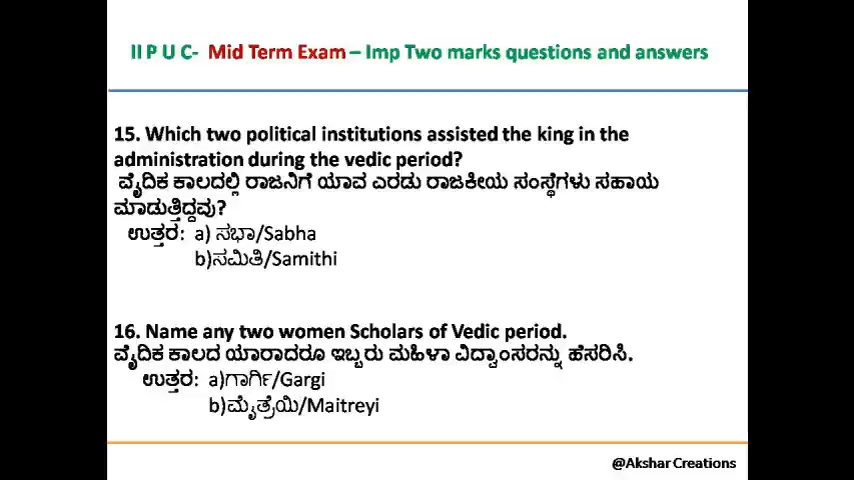 II P U C- Mid Term Exam – Imp Two marks questions and answers
15. Which two political institutions assisted the king in the
administration during the vedic period?
ವೈದಿಕ ಕಾಲದಲ್ಲಿ ರಾಜನಿಗೆ ಯಾವ ಎರಡು ರಾಜಕೀಯ ಸಂಸ್ಥೆಗಳು ಸಹಾಯ
ಮಾಡುತ್ತಿದ್ದವು?
ಉತ್ತರ: a) ಸಭಾ/Sabha
b)ಸಮಿತಿ/Samithi
16. Name any two women Scholars of Vedic period.
ವೈದಿಕ ಕಾಲದ ಯಾರಾದರೂ ಇಬ್ಬರು ಮಹಿಳಾ ವಿದ್ವಾಂಸರನ್ನು ಹೆಸರಿಸಿ.
ಉತ್ತರ: a)ಗಾರ್ಗಿ/Gargi
b)ಮೈತ್ರೆಯಿ/Maitreyi
@Akshar Creations